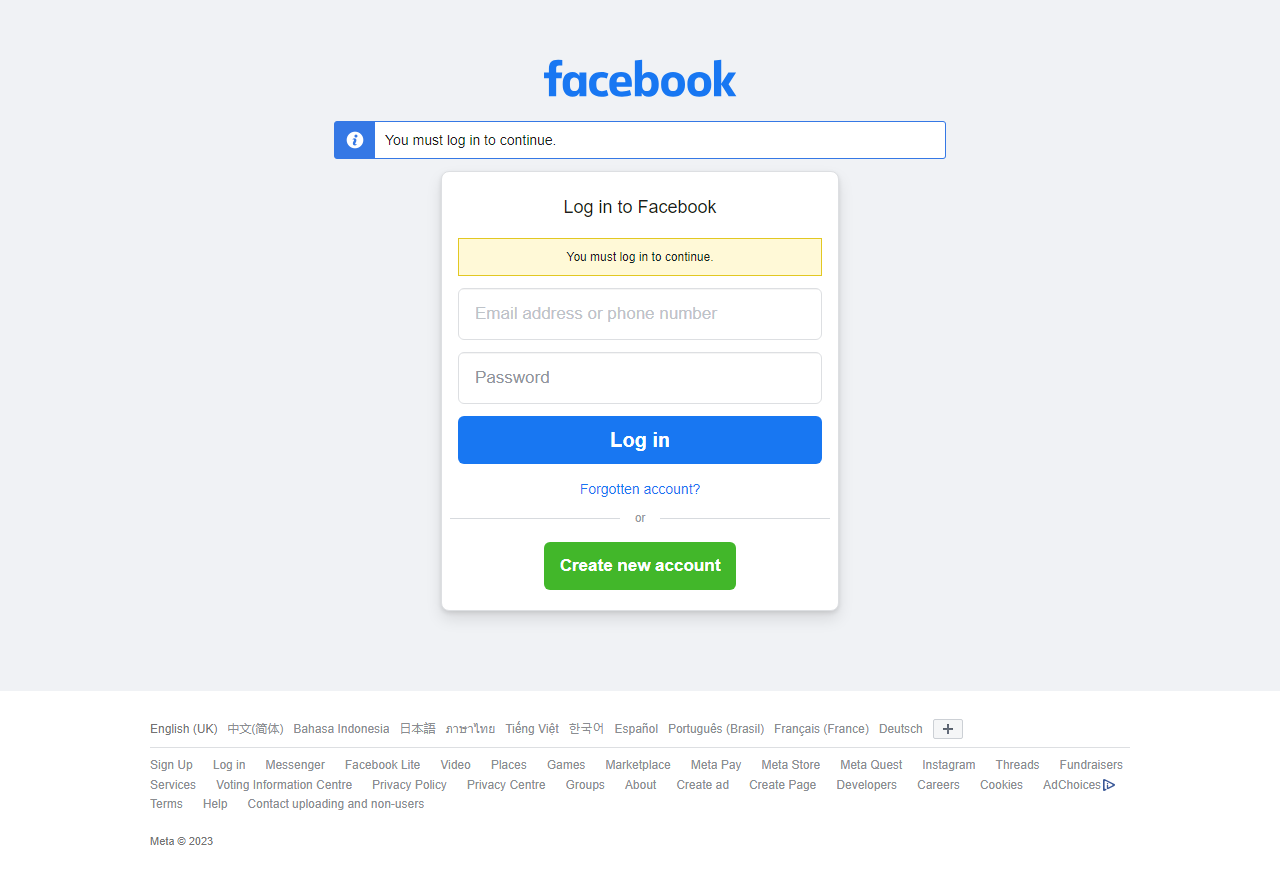 facebook
You must log in to continue.
Log in to Facebook
You must log in to continue.
Email address or phone number
Password
Log in
Forgotten account?
or
Create new account
English (UK) 中文(简体) Bahasa Indonesia 日本語 ภาษาไทย Tiếng Việt 한국어 Español Português (Brasil) Français (France) Deutsch
Sign Up Log in Messenger Facebook Lite Video Places Games Marketplace Meta Pay Meta Store Meta Quest Instagram Threads Fundraisers
Services Voting Information Centre Privacy Policy Privacy Centre Groups About Create ad Create Page Developers Careers Cookies AdChoices
Terms Help Contact uploading and non-users
Meta © 2023